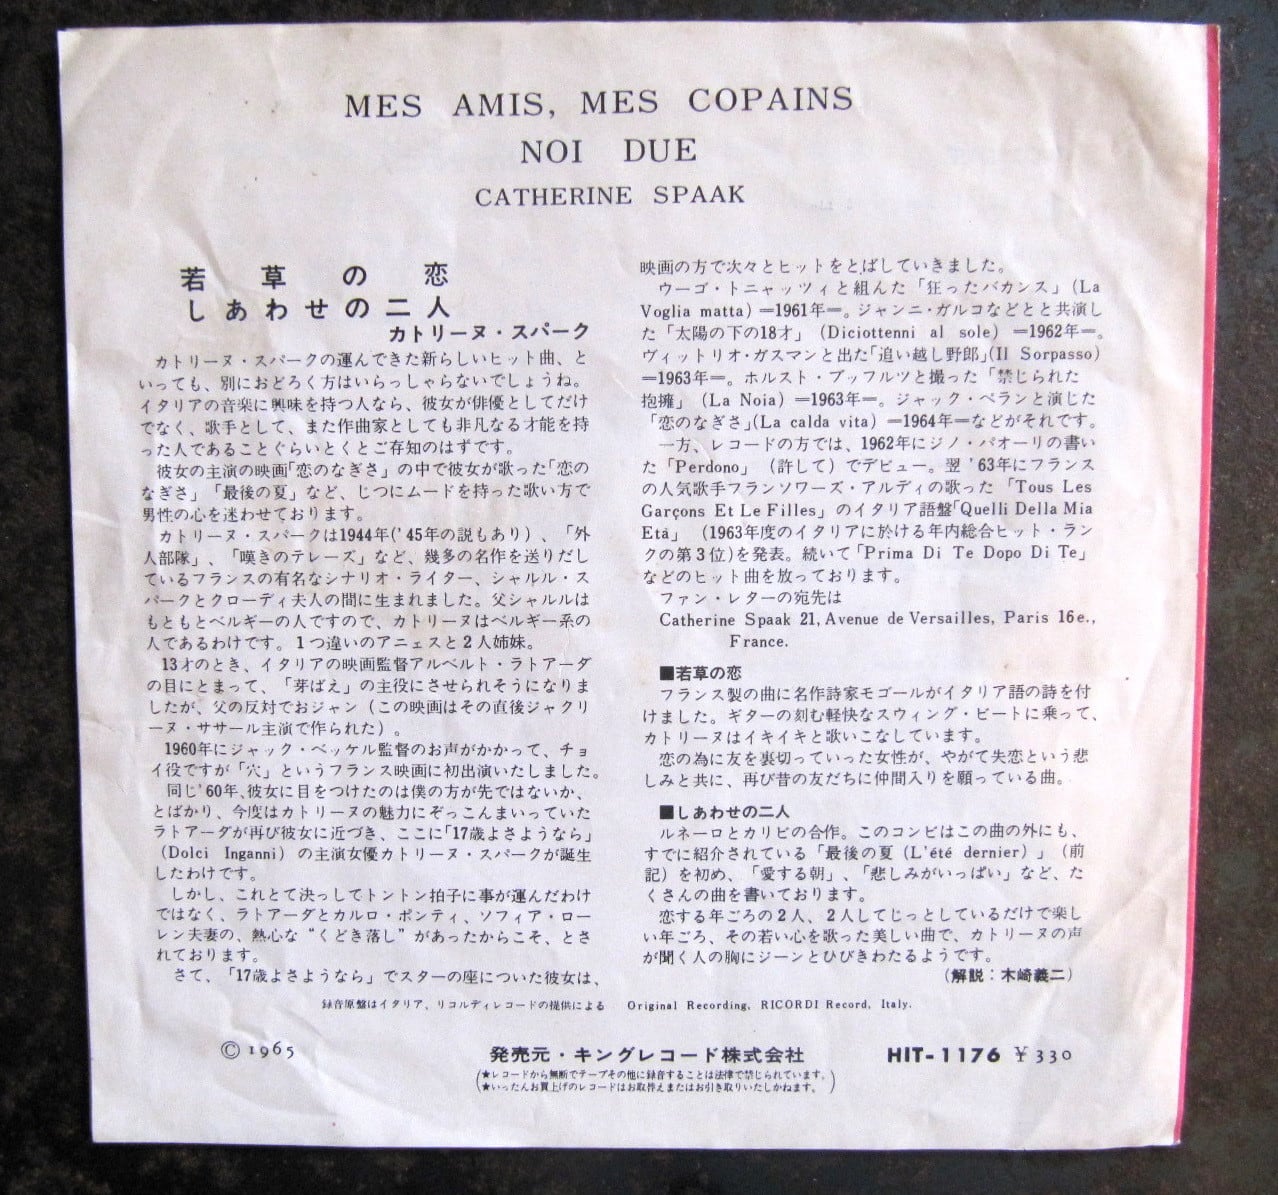 MES AMIS, MES COPAINS
NOI DUE
CATHERINE SPAAK
若草の恋
しあわせの二人
カトリーヌ・スパーク
カトリーヌ・スパークの運んできた新らしいヒット曲、と
いっても、別におどろく方はいらっしゃらないでしょうね。
イタリアの音楽に興味を持つ人なら、彼女が俳優としてだけ
でなく、歌手として、また作曲家としても非凡なる才能を持
った人であることぐらいとくとご存知のはずです。
彼女の主演の映画「恋のなぎさ」の中で彼女が歌った「恋の
なぎさ」「最後の夏」など、じつにムードを持った歌い方で
男性の心を迷わせております。
カトリーヌ・スパークは1944年('45年の説もあり)、「外
人部隊」、「嘆きのテレーズ」など、幾多の名作を送りだし
ているフランスの有名なシナリオ・ライター、シャルル・ス
パークとクローディ夫人の間に生まれました。父シャルルは
もともとベルギーの人ですので、カトリーヌはベルギー系の
人であるわけです。1つ違いのアニェスと2人姉妹。
13才のとき、イタリアの映画監督アルベルト・ラトアーダ
の目にとまって、「芽ばえ」の主役にさせられそうになりま
したが、父の反対でおジャン(この映画はその直後ジャクリ
ーヌ・ササール主演で作られた)。
1960年にジャック・ベッケル監督のお声がかかって、チョ
イ役ですが「穴」というフランス映画に初出演いたしました。
同じ'60年、彼女に目をつけたのは僕の方が先ではないか、
とばかり、今度はカトリーヌの魅力にぞっこんまいっていた
ラトアーダが再び彼女に近づき、ここに「17歳よさようなら」
(Dolci Inganni)の主演女優カトリーヌ・スパークが誕生
したわけです。
しかし、これとて決っしてトントン拍子に事が運んだわけ
ではなく、ラトアーダとカルロ・ポンティ、ソフィア・ロー
レン夫妻の、熱心な“くどき落し”があったからこそ、とさ
れております。
さて、「17歳よさようなら」でスターの座についた彼女は、
映画の方で次々とヒットをとばしていきました。
ウーゴ・トニャッツィと組んだ「狂ったバカンス」(La
Voglia matta)=1961年=。ジャンニ・ガルコなどと共演し
た「太陽の下の18才」(Diciottenni al sole)=1962年=。
ヴィットリオ・ガスマンと出た「追い越し野郎」(Il Sorpasso)
=1963年=。ホルスト・ブッフルツと撮った「禁じられた
抱擁」(La Noia)=1963年=。ジャック・ペランと演じた
「恋のなぎさ」(La calda vita)=1964年=などがそれです。
一方、レコードの方では、1962年にジノ・パオーリの書い
た「Perdono」(許して)でデビュー。翌'63年にフランス
の人気歌手フランソワーズ・アルディの歌った「Tous Les
Garçons Et Le Filles」のイタリア語盤「Quelli Della Mia
Eta」(1963年度のイタリアに於ける年内総合ヒット・ラン
クの第3位)を発表。続いて「Prima Di Te Dopo Di Te」
などのヒット曲を放っております。
ファン・レターの宛先は
Catherine Spaak 21, Avenue de Versailles, Paris 16e.,
France.
■若草の恋
フランス製の曲に名作詩家モゴールがイタリア語の詩を付
けました。ギターの刻む軽快なスウィング・ビートに乗って、
カトリーヌはイキイキと歌いこなしています。
恋の為に友を裏切っていった女性が、やがて失恋という悲
しみと共に、再び昔の友だちに仲間入りを願っている曲。
■しあわせの二人
ルネーロとカリビの合作。このコンビはこの曲の外にも、
すでに紹介されている「最後の夏(L'été dernier)」(前
記)を初め、「愛する朝」、「悲しみがいっぱい」など、た
くさんの曲を書いております。
恋する年ごろの2人、2人してじっとしているだけで楽し
い年ごろ、その若い心を歌った美しい曲で、カトリーヌの声
が聞く人の胸にジーンとひびきわたるようです。
(解説:木崎義二)
録音原盤はイタリア、リコルディレコードの提供による Original Recording, RICORDI Record, Italy.
© 1965 発売元・キングレコード株式会社 HIT-1176 ¥330
(★レコードから無断でテープその他に録音することは法律で禁じられています。
★いったんお買上げのレコードはお取替えまたはお引き取りいたしかねます。)